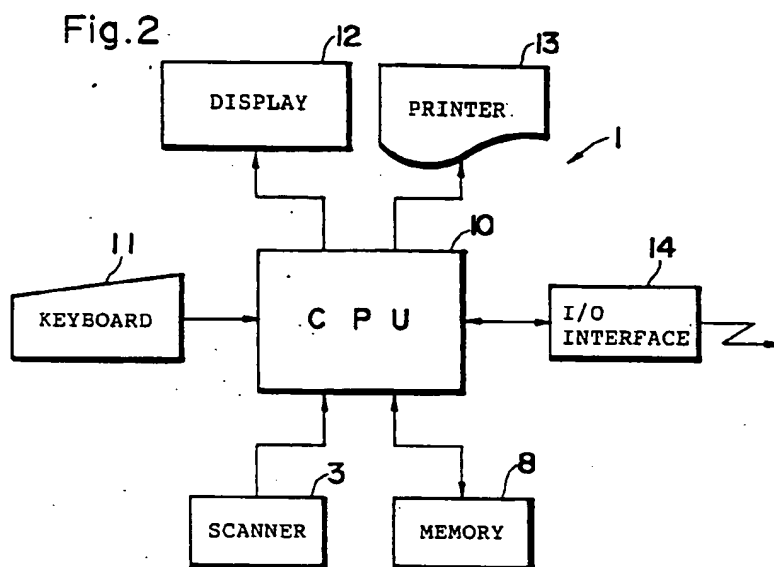 Fig.2
12
13
DISPLAY
PRINTER
1
10
11
14
KEYBOARD
C P U
I/O
INTERFACE
3
8
SCANNER
MEMORY